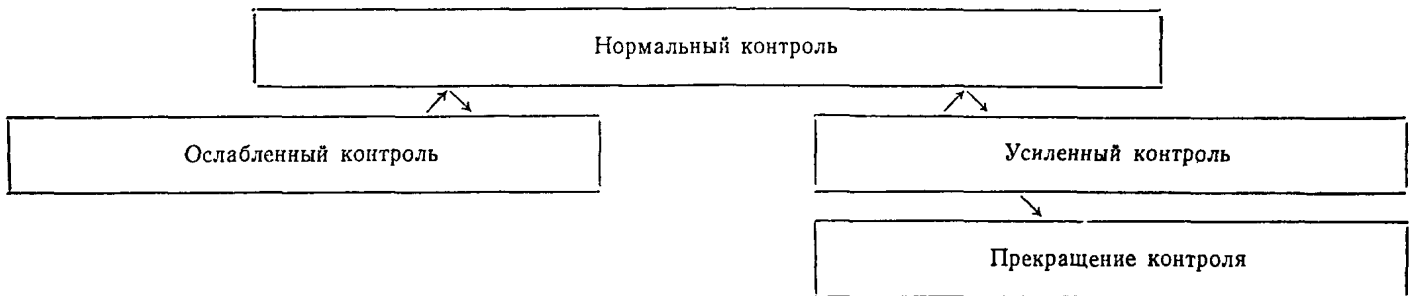 Нормальный контроль
Ослабленный контроль
Усиленный контроль
Прекращение контроля